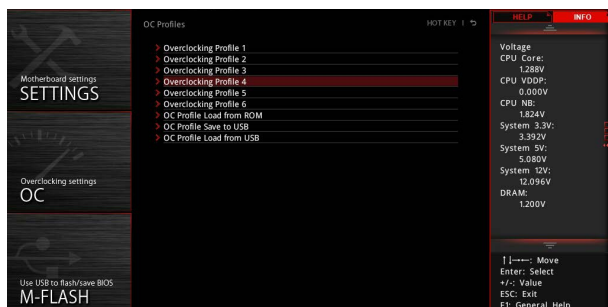 OC Profiles
HOT KEY | ↶
HELP
INFO
> Overclocking Profile 1
> Overclocking Profile 2
> Overclocking Profile 3
> Overclocking Profile 4
> Overclocking Profile 5
> Overclocking Profile 6
> OC Profile Load from ROM
> OC Profile Save to USB
> OC Profile Load from USB
Motherboard settings
SETTINGS
Overclocking settings
OC
Use USB to flash/save BIOS
M-FLASH
Voltage
CPU Core:
1.288V
CPU VDDP:
0.000V
CPU NB:
1.824V
System 3.3V:
3.392V
System 5V:
5.080V
System 12V:
12.096V
DRAM:
1.200V
↑↓→←: Move
Enter: Select
+/-: Value
ESC: Exit
F1: General Help